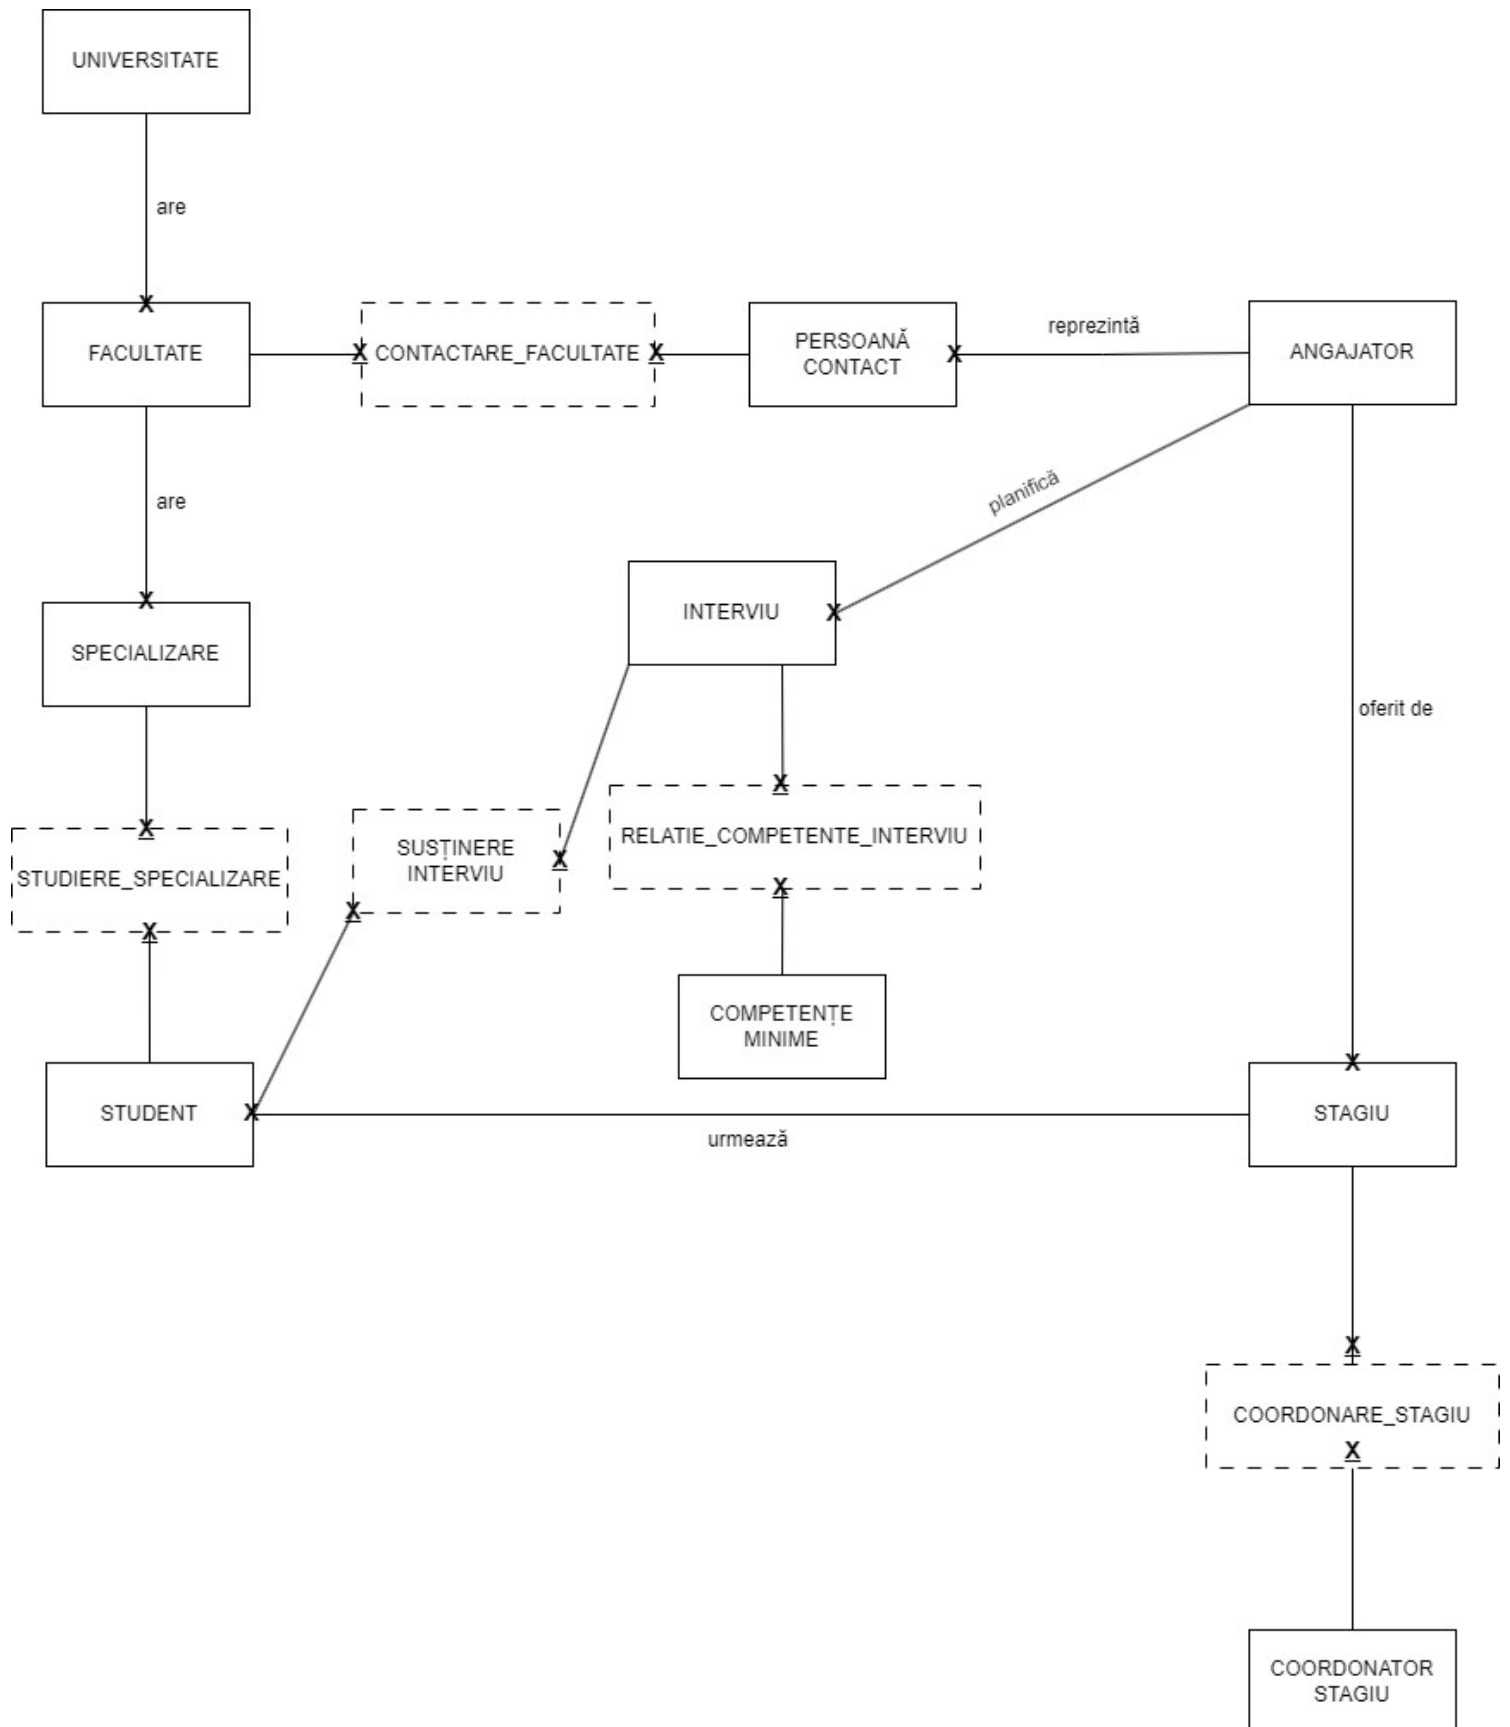 UNIVERSITATE
are
FACULTATE
X
X
CONTACTARE_FACULTATE
X
PERSOANĂ
CONTACT
X
reprezintă
ANGAJATOR
are
planifică
X
SPECIALIZARE
INTERVIU
X
oferit de
X
STUDIERE_SPECIALIZARE
X
SUSȚINERE
INTERVIU
X
X
X
RELATIE_COMPETENTE_INTERVIU
X
COMPETENȚE
MINIME
STUDENT
X
urmează
X
STAGIU
X
COORDONARE_STAGIU
X
COORDONATOR
STAGIU